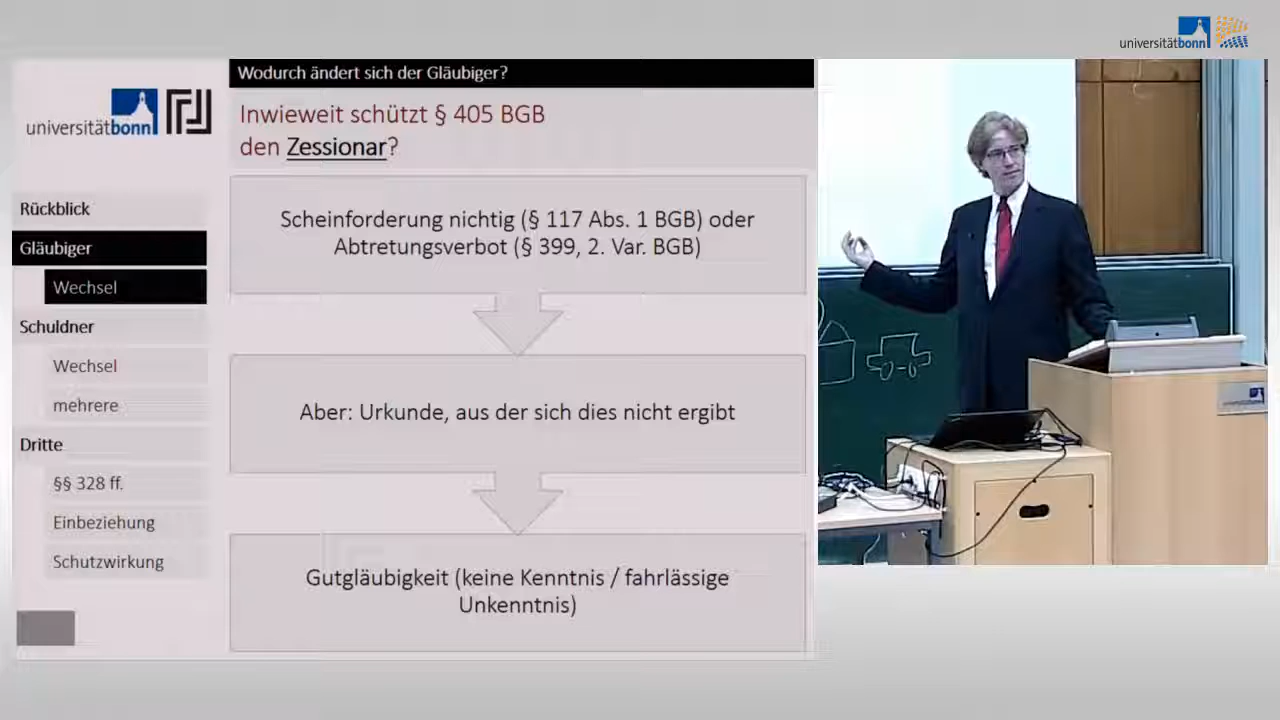 universitätbonn
Wodurch ändert sich der Gläubiger?
universitätbonn
Inwieweit schützt § 405 BGB
den Zessionar?
Rückblick
Gläubiger
Wechsel
Schuldner
Wechsel
mehrere
Dritte
§§ 328 ff.
Einbeziehung
Schutzwirkung
Scheinforderung nichtig (§ 117 Abs. 1 BGB) oder
Abtretungsverbot (§ 399, 2. Var. BGB)
Aber: Urkunde, aus der sich dies nicht ergibt
Gutgläubigkeit (keine Kenntnis / fahrlässige
Unkenntnis)